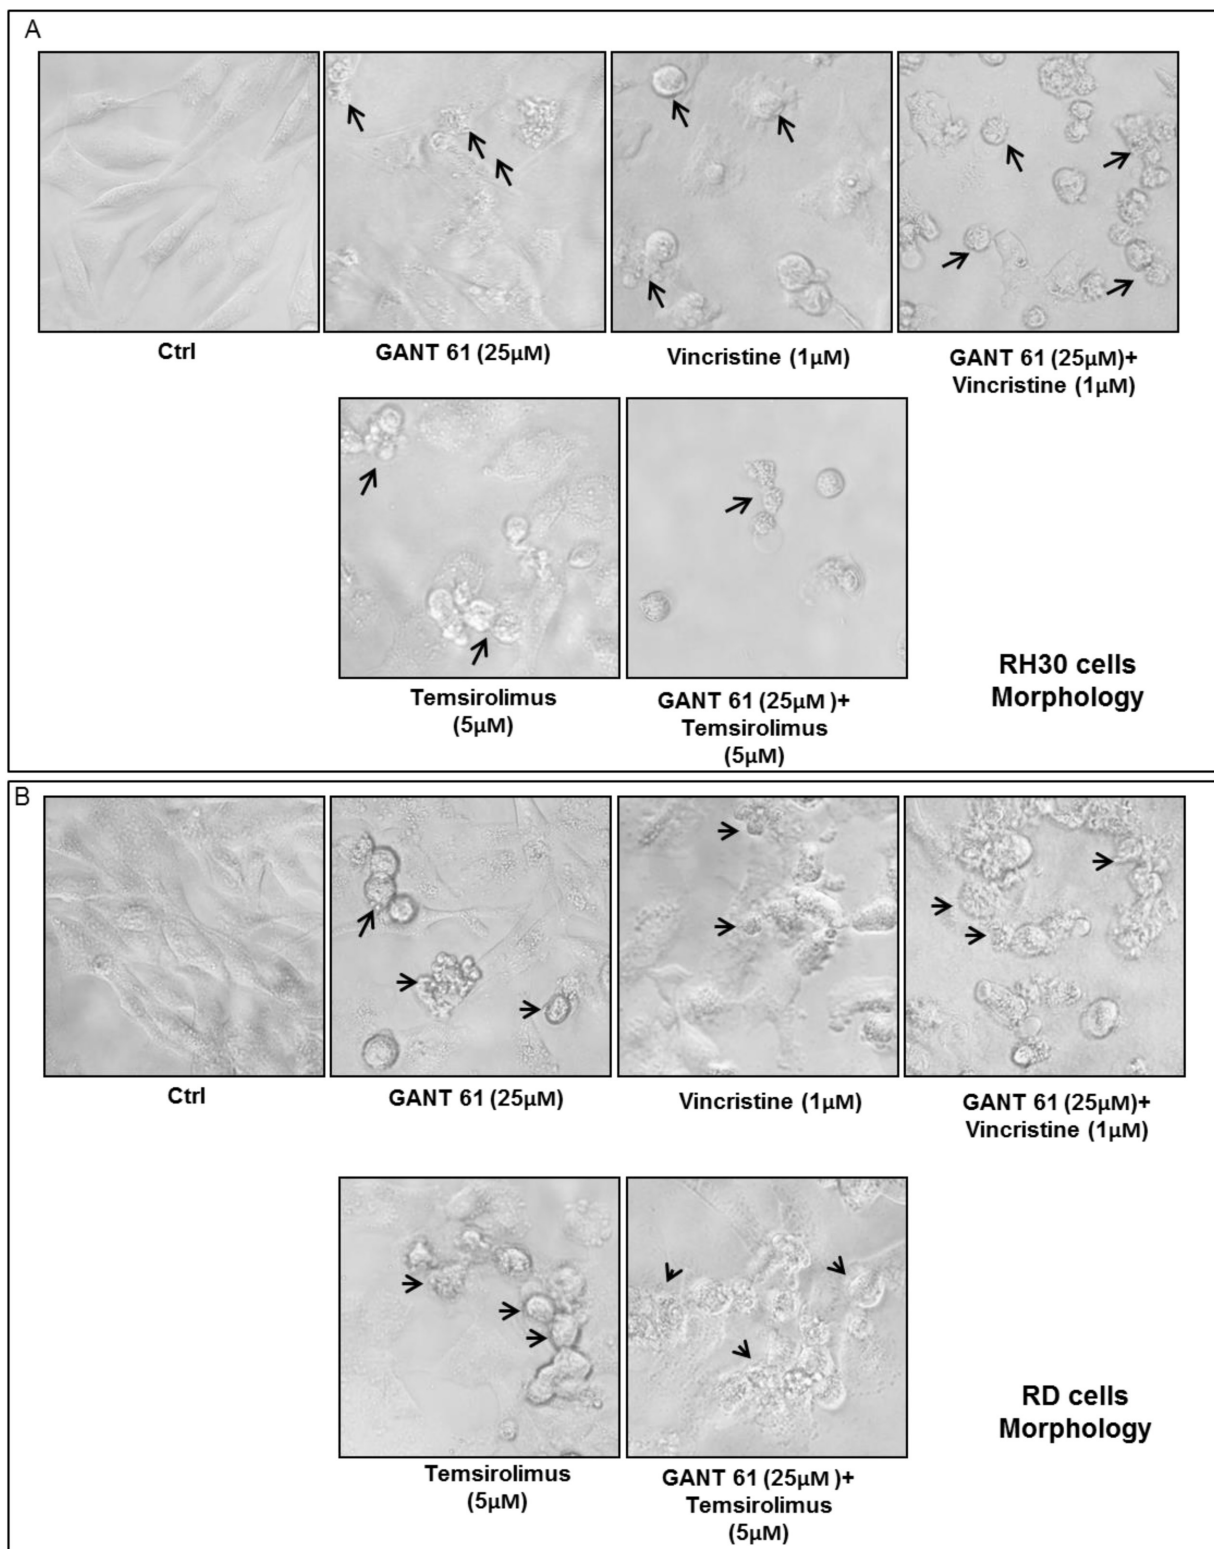 A
Ctrl
GANT 61 (25µM)
Vincristine (1µM)
GANT 61 (25µM)+
Vincristine (1µM)
Temsirolimus
(5µM)
GANT 61 (25µM )+
Temsirolimus
(5µM)
RH30 cells
Morphology
B
Ctrl
GANT 61 (25µM)
Vincristine (1µM)
GANT 61 (25µM)+
Vincristine (1µM)
Temsirolimus
(5µM)
GANT 61 (25µM )+
Temsirolimus
(5µM)
RD cells
Morphology